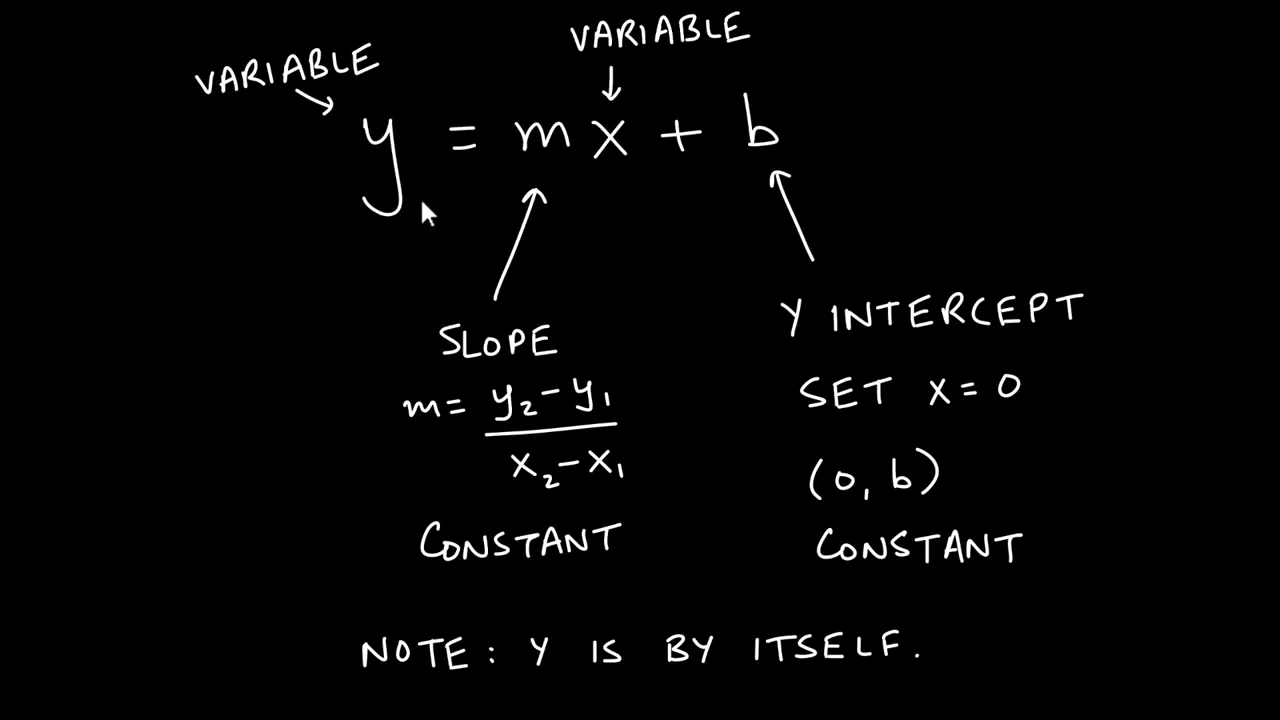 VARIABLE
VARIABLE
y = mx + b
SLOPE
m = y₂ - y₁
x₂ - x₁
CONSTANT
Y INTERCEPT
SET X = 0
(0, b)
CONSTANT
NOTE: Y IS BY ITSELF.